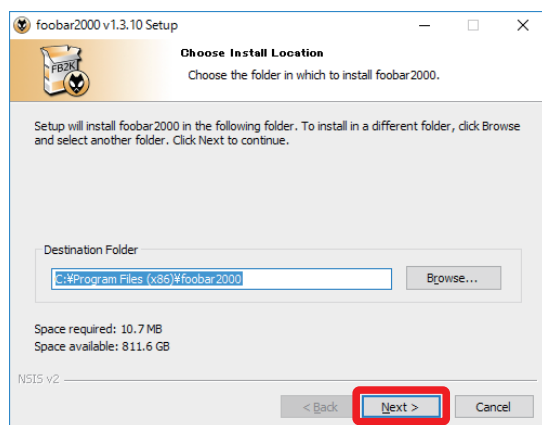 foobar2000 v1.3.10 Setup
FB2K
Choose Install Location
Choose the folder in which to install foobar2000.
Setup will install foobar2000 in the following folder. To install in a different folder, click Browse
and select another folder. Click Next to continue.
Destination Folder
C:¥Program Files (x86)¥foobar2000
Browse...
Space required: 10.7 MB
Space available: 811.6 GB
NSIS v2
< Back
Next >
Cancel